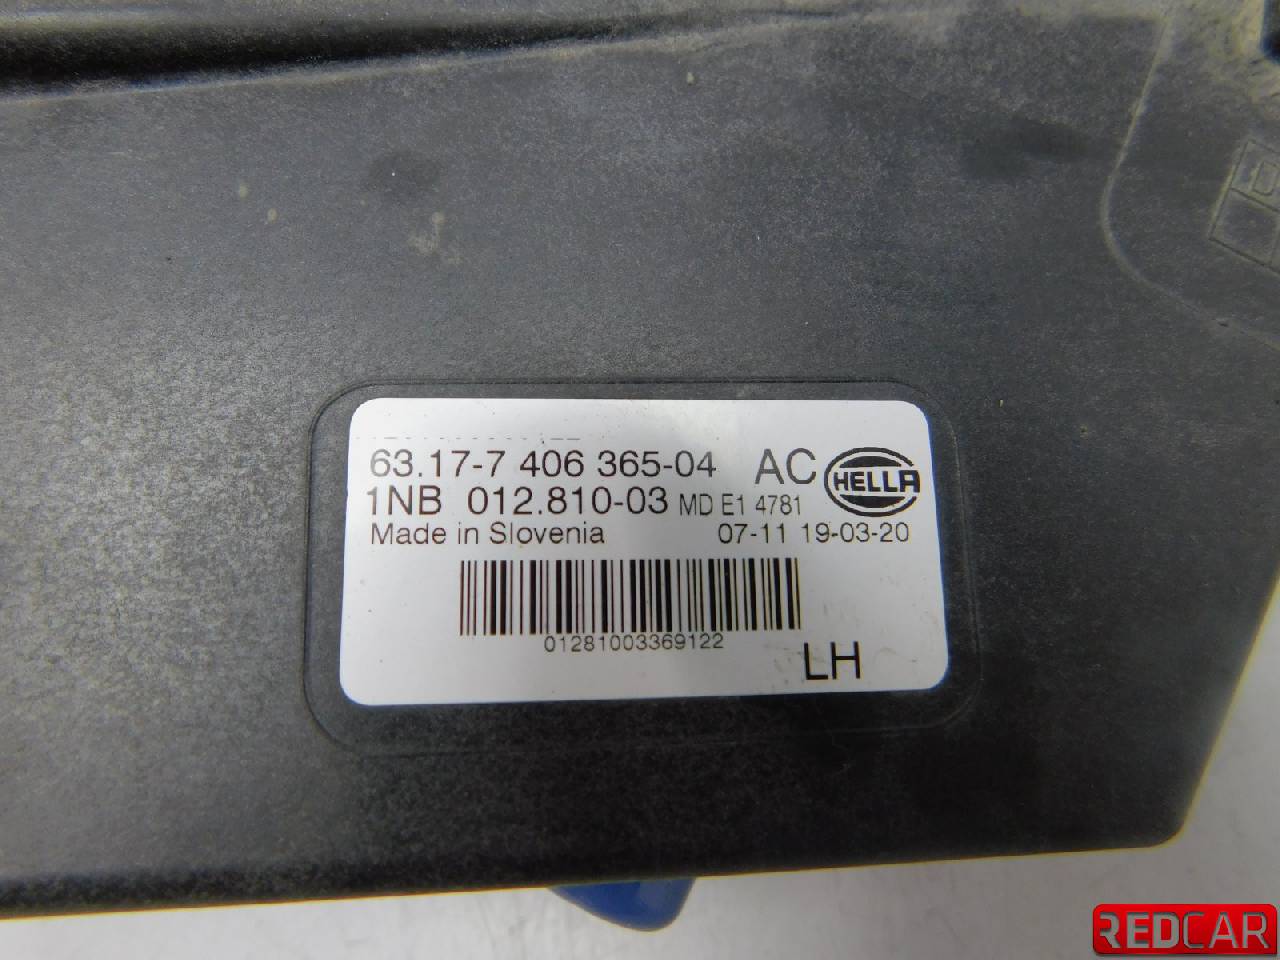 63.17-7 406 365-04 AC HELLA
1NB 012.810-03 MD E1 4781
Made in Slovenia 07-11 19-03-20
01281003369122
LH
REDCAR